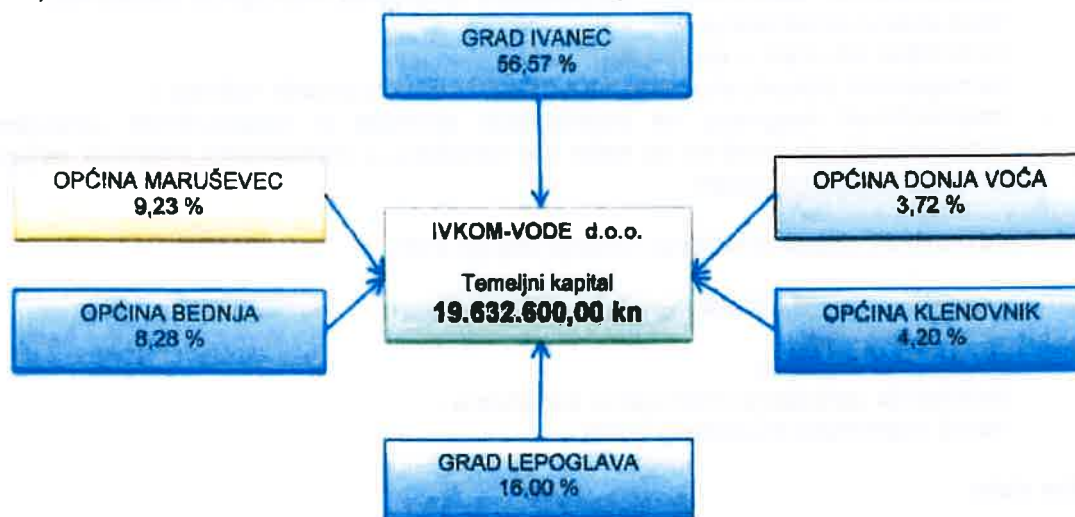 GRAD IVANEC
56,57 %
OPĆINA MARUŠEVEC
9,23 %
OPĆINA DONJA VOĆA
3,72 %
IVKOM-VODE d.o.o.
Temeljni kapital
19.632.600,00 kn
OPĆINA BEDNJA
8,28 %
OPĆINA KLENOVNIK
4,20 %
GRAD LEPOGLAVA
16,00 %